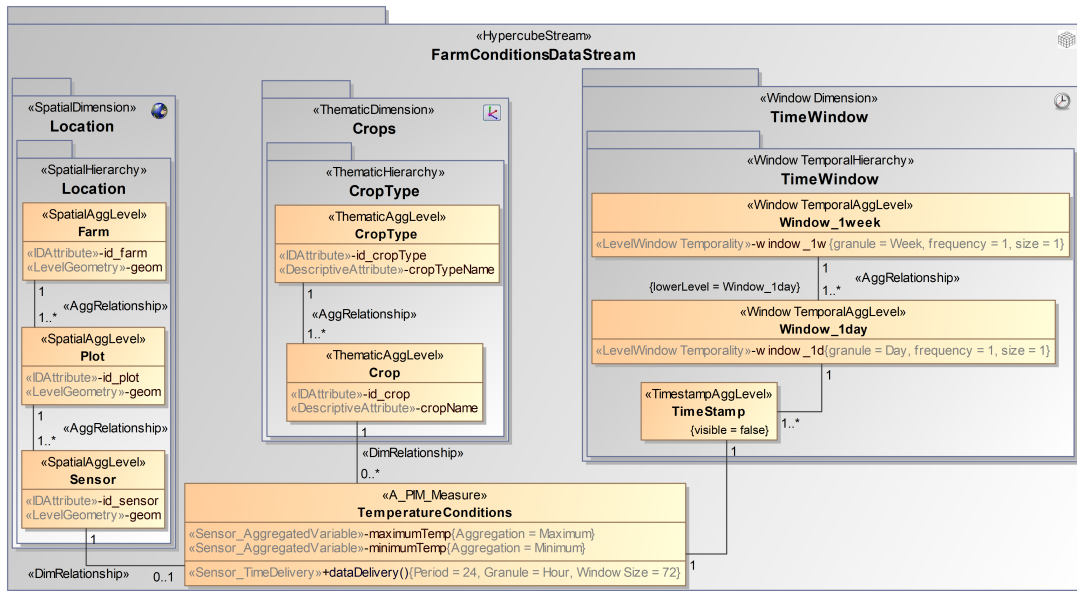 «HypercubeStream»
FarmConditionsDataStream
«SpatialDimension»
Location
«SpatialHierarchy»
Location
«SpatialAggLevel»
Farm
«IDAttribute»-id_farm
«LevelGeometry»-geom
1
«AggRelationship»
1..*
«SpatialAggLevel»
Plot
«IDAttribute»-id_plot
«LevelGeometry»-geom
1
«AggRelationship»
1..*
«SpatialAggLevel»
Sensor
«IDAttribute»-id_sensor
«LevelGeometry»-geom
1
«DimRelationship»
0..1
«ThematicDimension»
Crops
«ThematicHierarchy»
CropType
«ThematicAggLevel»
CropType
«IDAttribute»-id_cropType
«DescriptiveAttribute»-cropTypeName
1
«AggRelationship»
1..*
«ThematicAggLevel»
Crop
«IDAttribute»-id_crop
«DescriptiveAttribute»-cropName
1
«DimRelationship»
0..*
«Window Dimension»
TimeWindow
«Window TemporalHierarchy»
TimeWindow
«Window TemporalAggLevel»
Window_1week
«LevelWindow Temporality»-w indow _1w {granule = Week, frequency = 1, size = 1}
1
«AggRelationship»
{lowerLevel = Window_1day}
1..*
«Window TemporalAggLevel»
Window_1day
«LevelWindow Temporality»-w indow _1d{granule = Day, frequency = 1, size = 1}
1
«TimestampAggLevel»
TimeStamp
{visible = false}
1..*
1
«A_PIM_Measure»
TemperatureConditions
«Sensor_AggregatedVariable»-maximumTemp{Aggregation = Maximum}
«Sensor_AggregatedVariable»-minimumTemp{Aggregation = Minimum}
«Sensor_TimeDelivery»+dataDelivery(){Period = 24, Granule = Hour, Window Size = 72}
1